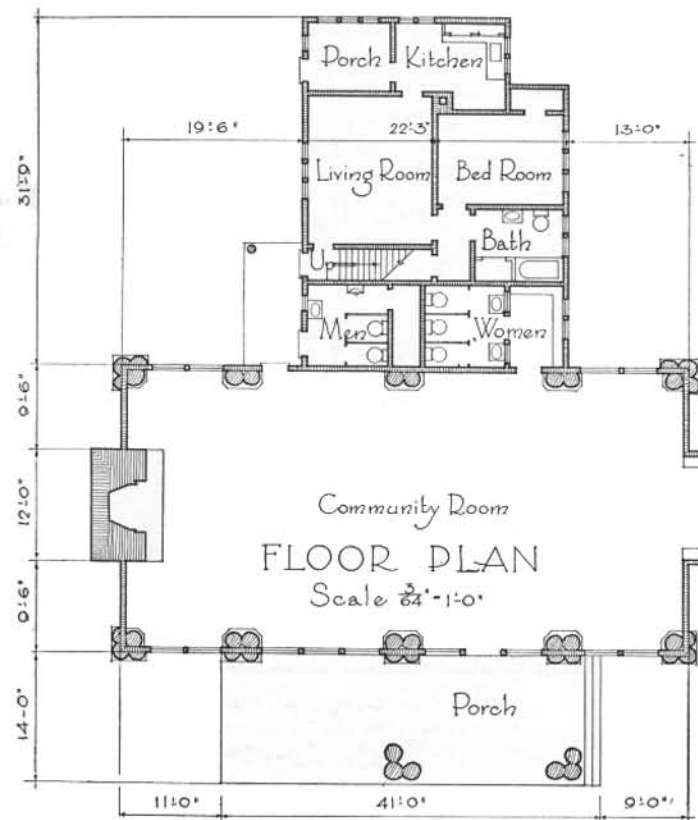 Porch
Kitchen
19'-6"
22'-3"
13'-0"
31'-9"
Living Room
Bed Room
Bath
Men
Women
9'-6"
12'-0"
Community Room
FLOOR PLAN
Scale 3/64" - 1'-0"
9'-6"
14'-0"
Porch
11'-0"
41'-0"
9'-0"